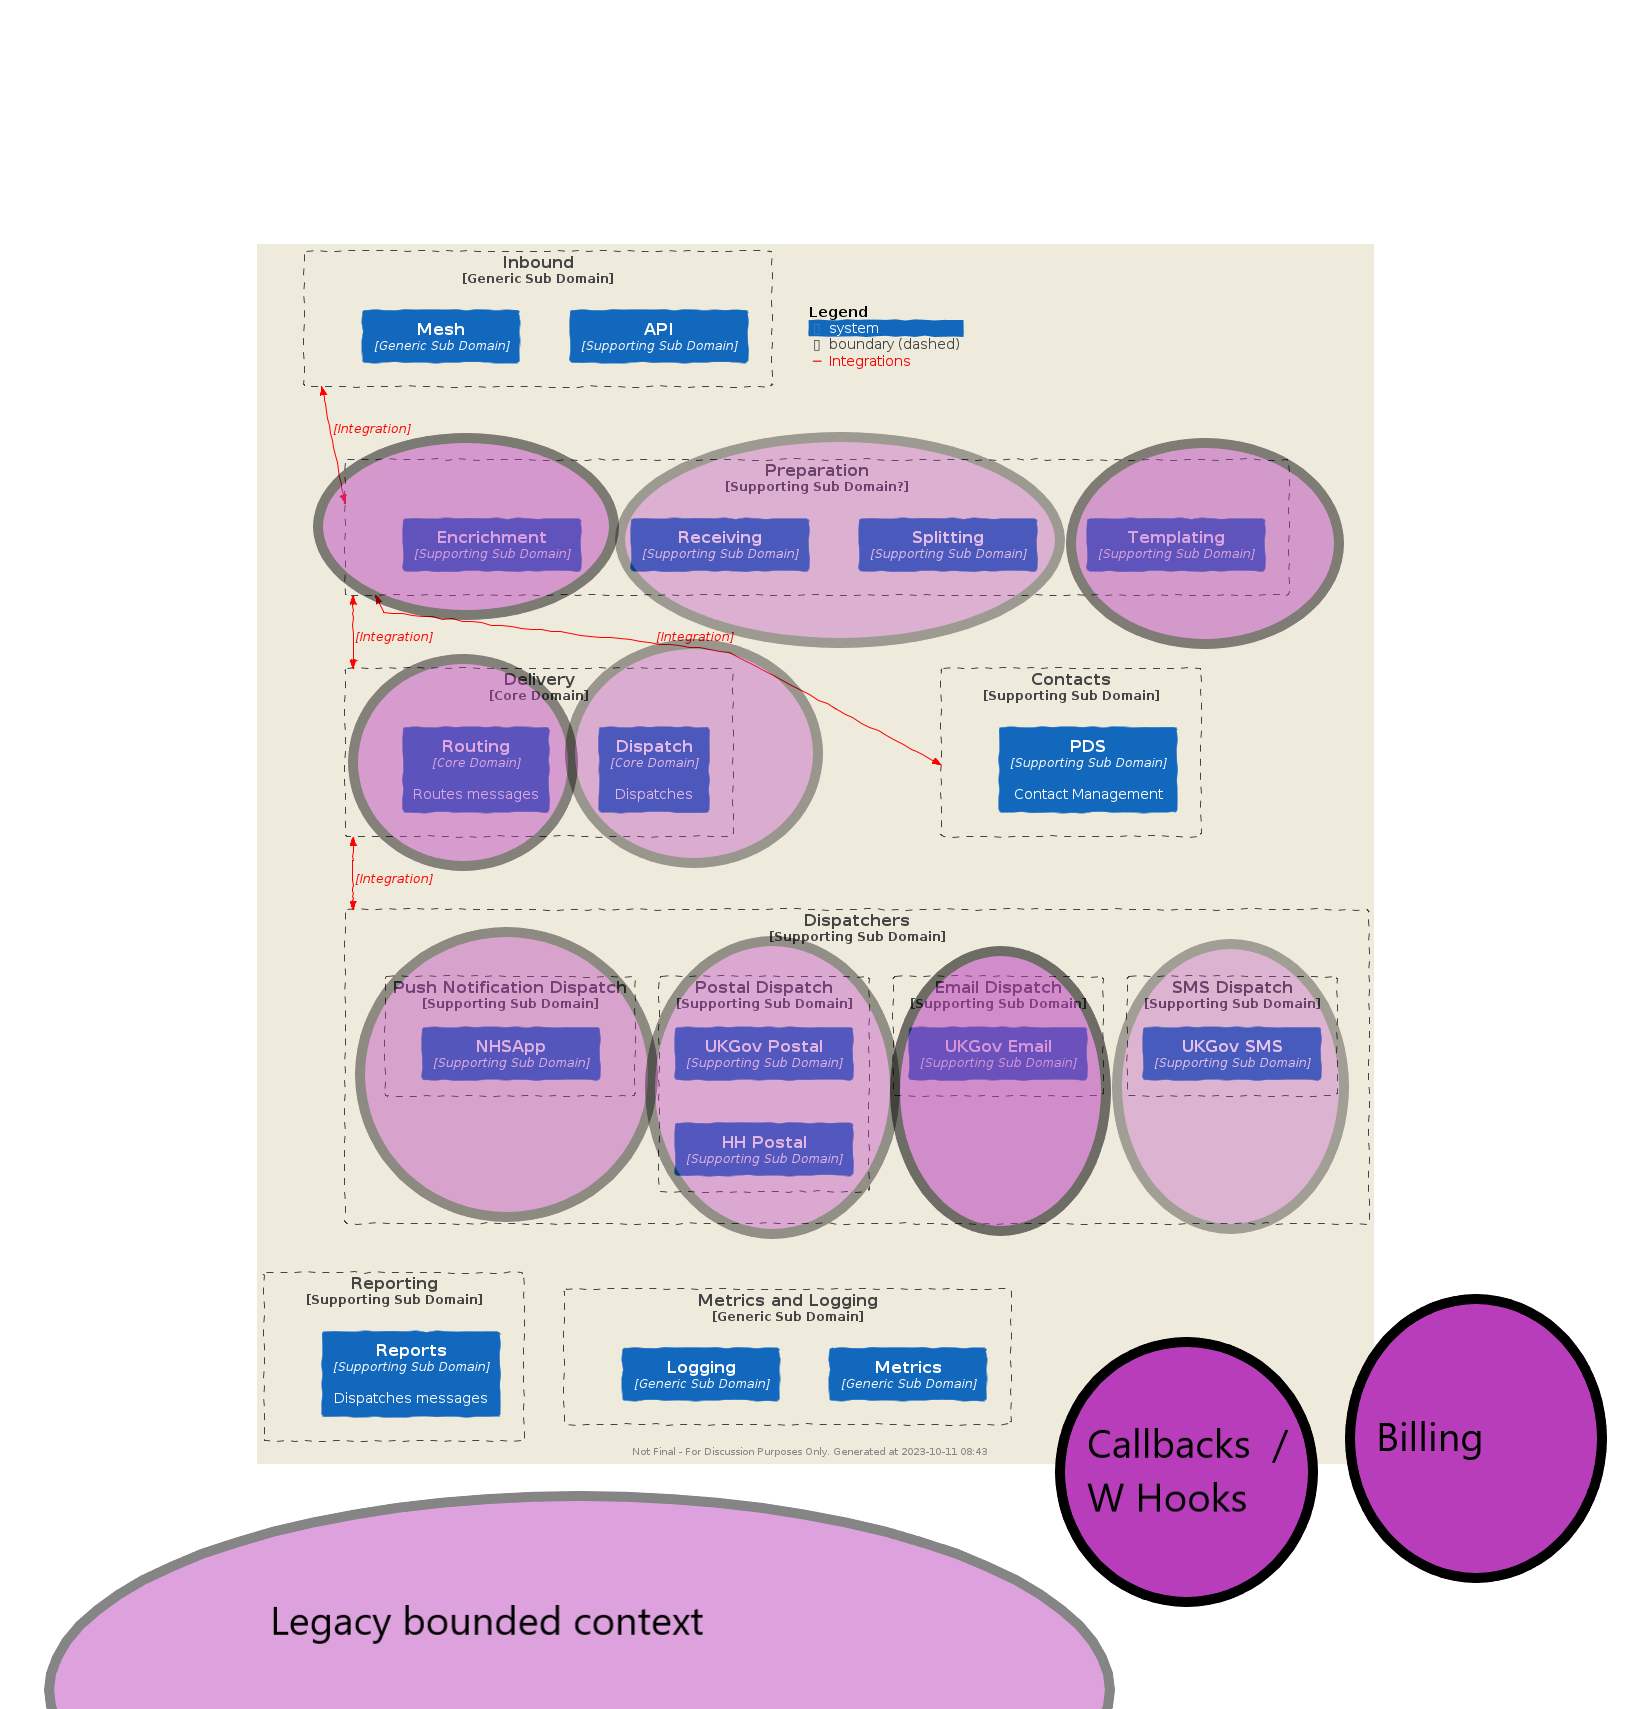 Inbound
[Generic Sub Domain]
Mesh
[Generic Sub Domain]
API
[Supporting Sub Domain]
Legend
system
boundary (dashed)
Integrations
[Integration]
Preparation
[Supporting Sub Domain?]
Encrichment
[Supporting Sub Domain]
Receiving
[Supporting Sub Domain]
Splitting
[Supporting Sub Domain]
Templating
[Supporting Sub Domain]
[Integration]
[Integration]
Delivery
[Core Domain]
Routing
[Core Domain]
Routes messages
Dispatch
[Core Domain]
Dispatches
Contacts
[Supporting Sub Domain]
PDS
[Supporting Sub Domain]
Contact Management
[Integration]
Dispatchers
[Supporting Sub Domain]
Push Notification Dispatch
[Supporting Sub Domain]
NHSApp
[Supporting Sub Domain]
Postal Dispatch
[Supporting Sub Domain]
UKGov Postal
[Supporting Sub Domain]
HH Postal
[Supporting Sub Domain]
Email Dispatch
[Supporting Sub Domain]
UKGov Email
[Supporting Sub Domain]
SMS Dispatch
[Supporting Sub Domain]
UKGov SMS
[Supporting Sub Domain]
Reporting
[Supporting Sub Domain]
Reports
[Supporting Sub Domain]
Dispatches messages
Metrics and Logging
[Generic Sub Domain]
Logging
[Generic Sub Domain]
Metrics
[Generic Sub Domain]
Not Final - For Discussion Purposes Only. Generated at 2023-10-11 08:43
Callbacks /
W Hooks
Billing
Legacy bounded context